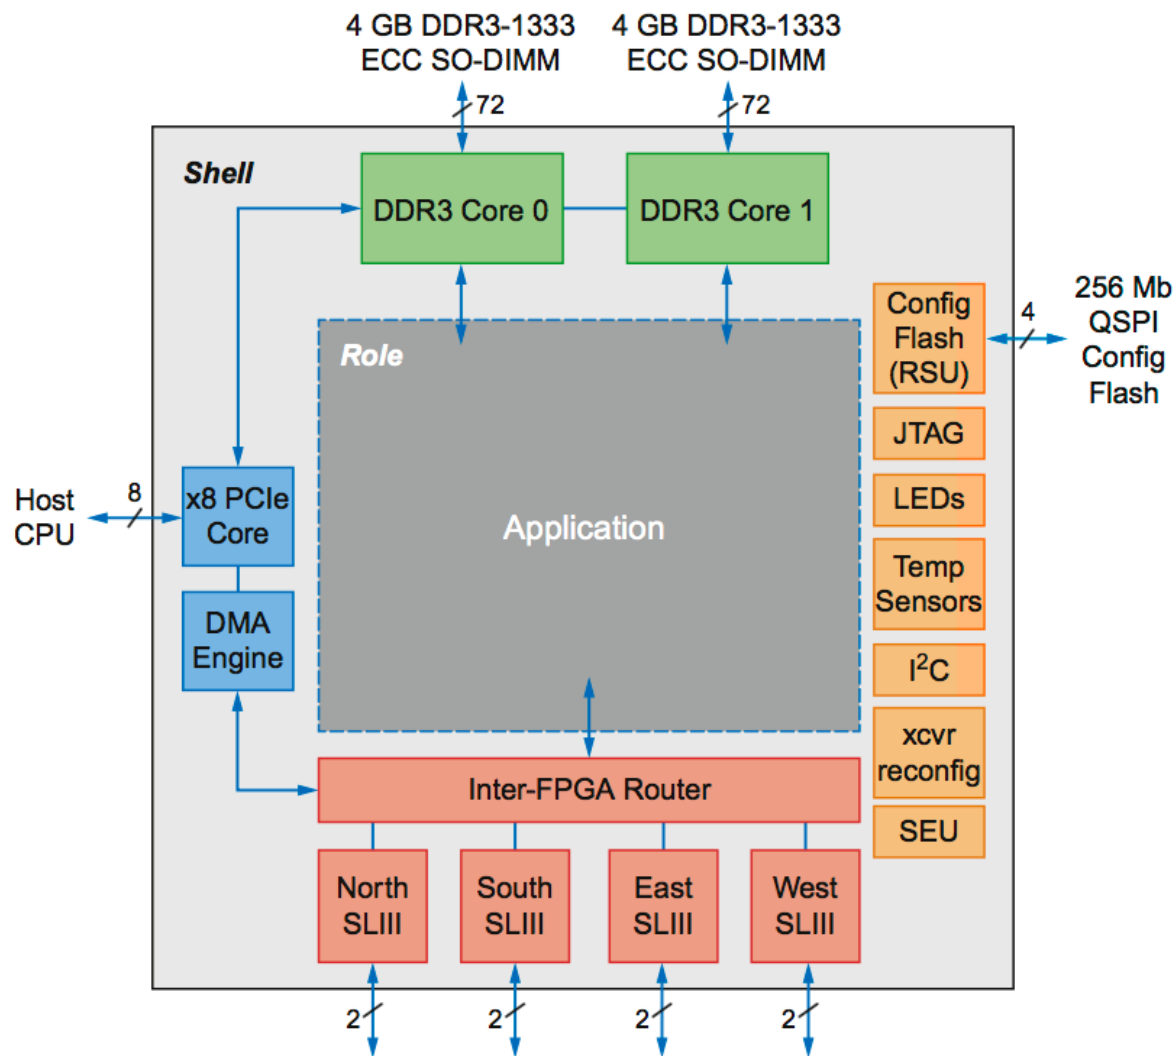 4 GB DDR3-1333
ECC SO-DIMM
4 GB DDR3-1333
ECC SO-DIMM
72
72
Shell
DDR3 Core 0
DDR3 Core 1
Config
Flash
(RSU)
4
256 Mb
QSPI
Config
Flash
Role
JTAG
Host
CPU
8
x8 PCIe
Core
LEDs
Application
Temp
Sensors
DMA
Engine
I²C
xcvr
reconfig
Inter-FPGA Router
SEU
North
SLIII
South
SLIII
East
SLIII
West
SLIII
2
2
2
2